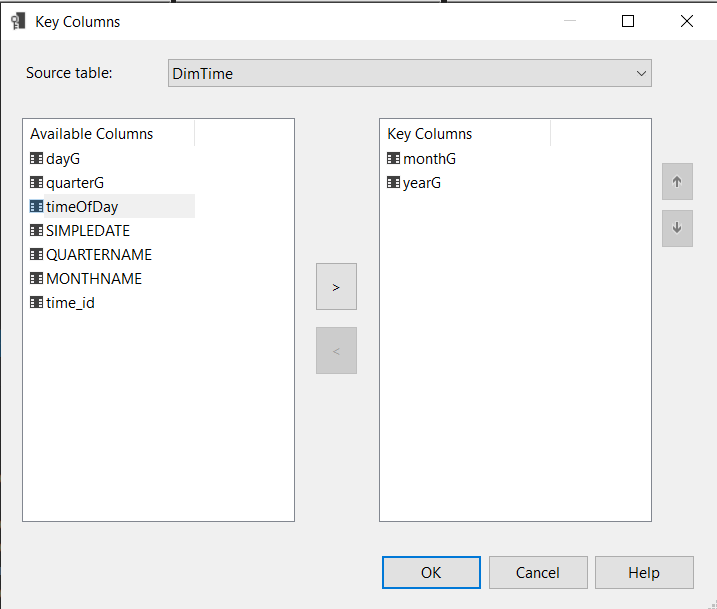 Key Columns
Source table:
DimTime
Available Columns
dayG
quarterG
timeOfDay
SIMPLEDATE
QUARTERNAME
MONTHNAME
time_id
>
<
Key Columns
monthG
yearG
OK
Cancel
Help